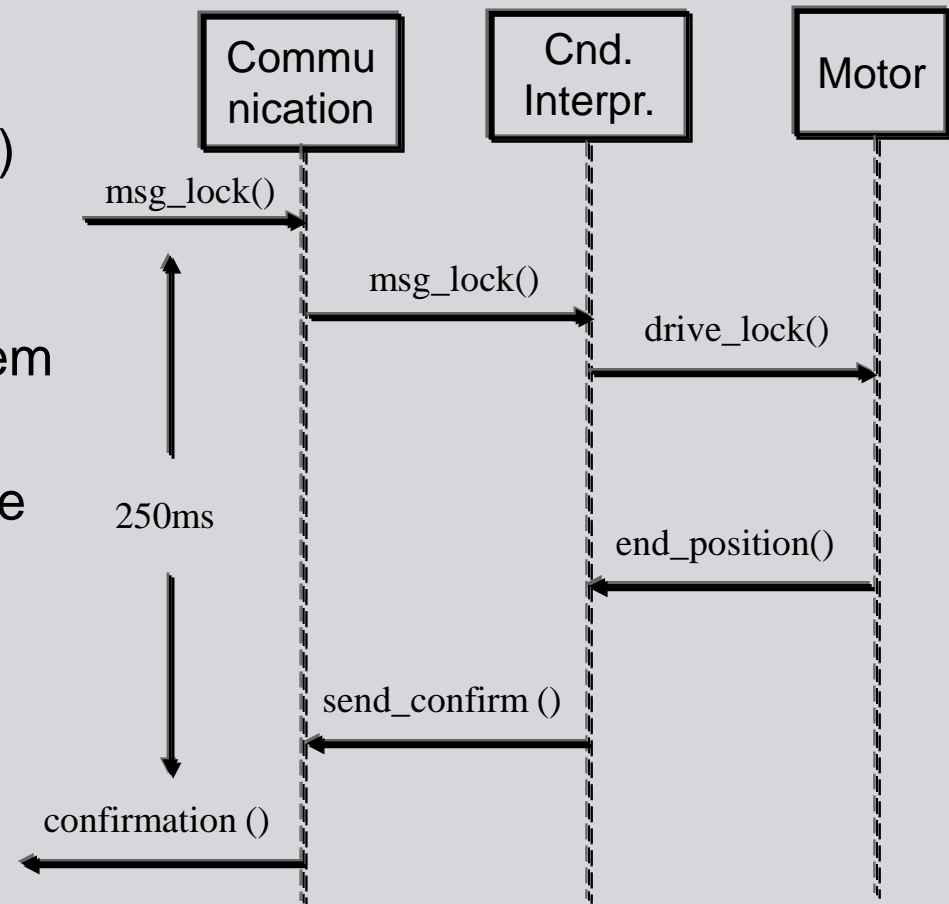 Commu
nication
Cnd.
Interpr.
Motor
)
msg_lock()
msg_lock()
drive_lock()
em
e
250ms
end_position()
send_confirm ()
confirmation ()